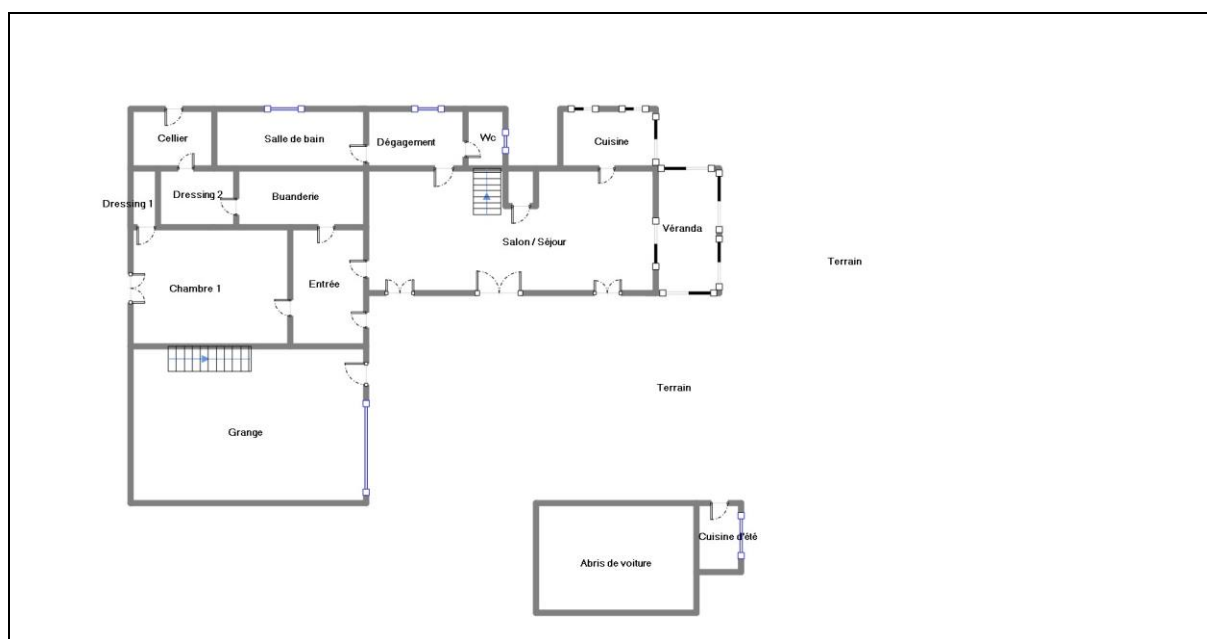 Cellier
Salle de bain
Dégagement
Wc
Cuisine
Dressing 1
Dressing 2
Buanderie
Salon / Séjour
Véranda
Terrain
Chambre 1
Entrée
Terrain
Grange
Cuisine d'été
Abris de voiture